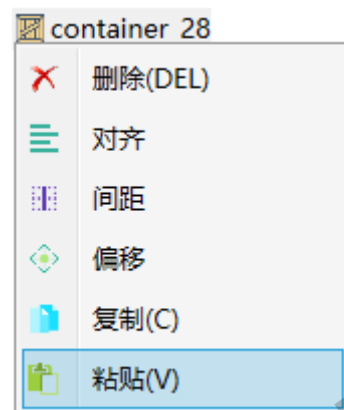 container 28
删除(DEL)
对齐
间距
偏移
复制(C)
粘贴(V)